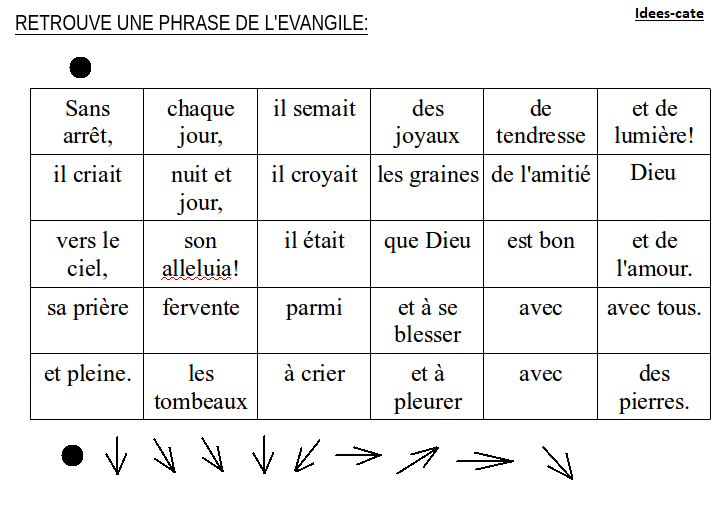 Idees-cate
RETROUVE UNE PHRASE DE L'EVANGILE:
Sans arrêt, chaque jour, il semait des joyaux de tendresse et de lumière!
il criait nuit et jour, il croyait les graines de l'amitié Dieu
vers le ciel, son alleluia! il était que Dieu est bon et de l'amour.
sa prière fervente parmi et à se blesser avec avec tous.
et pleine. les tombeaux à crier et à pleurer avec des pierres.